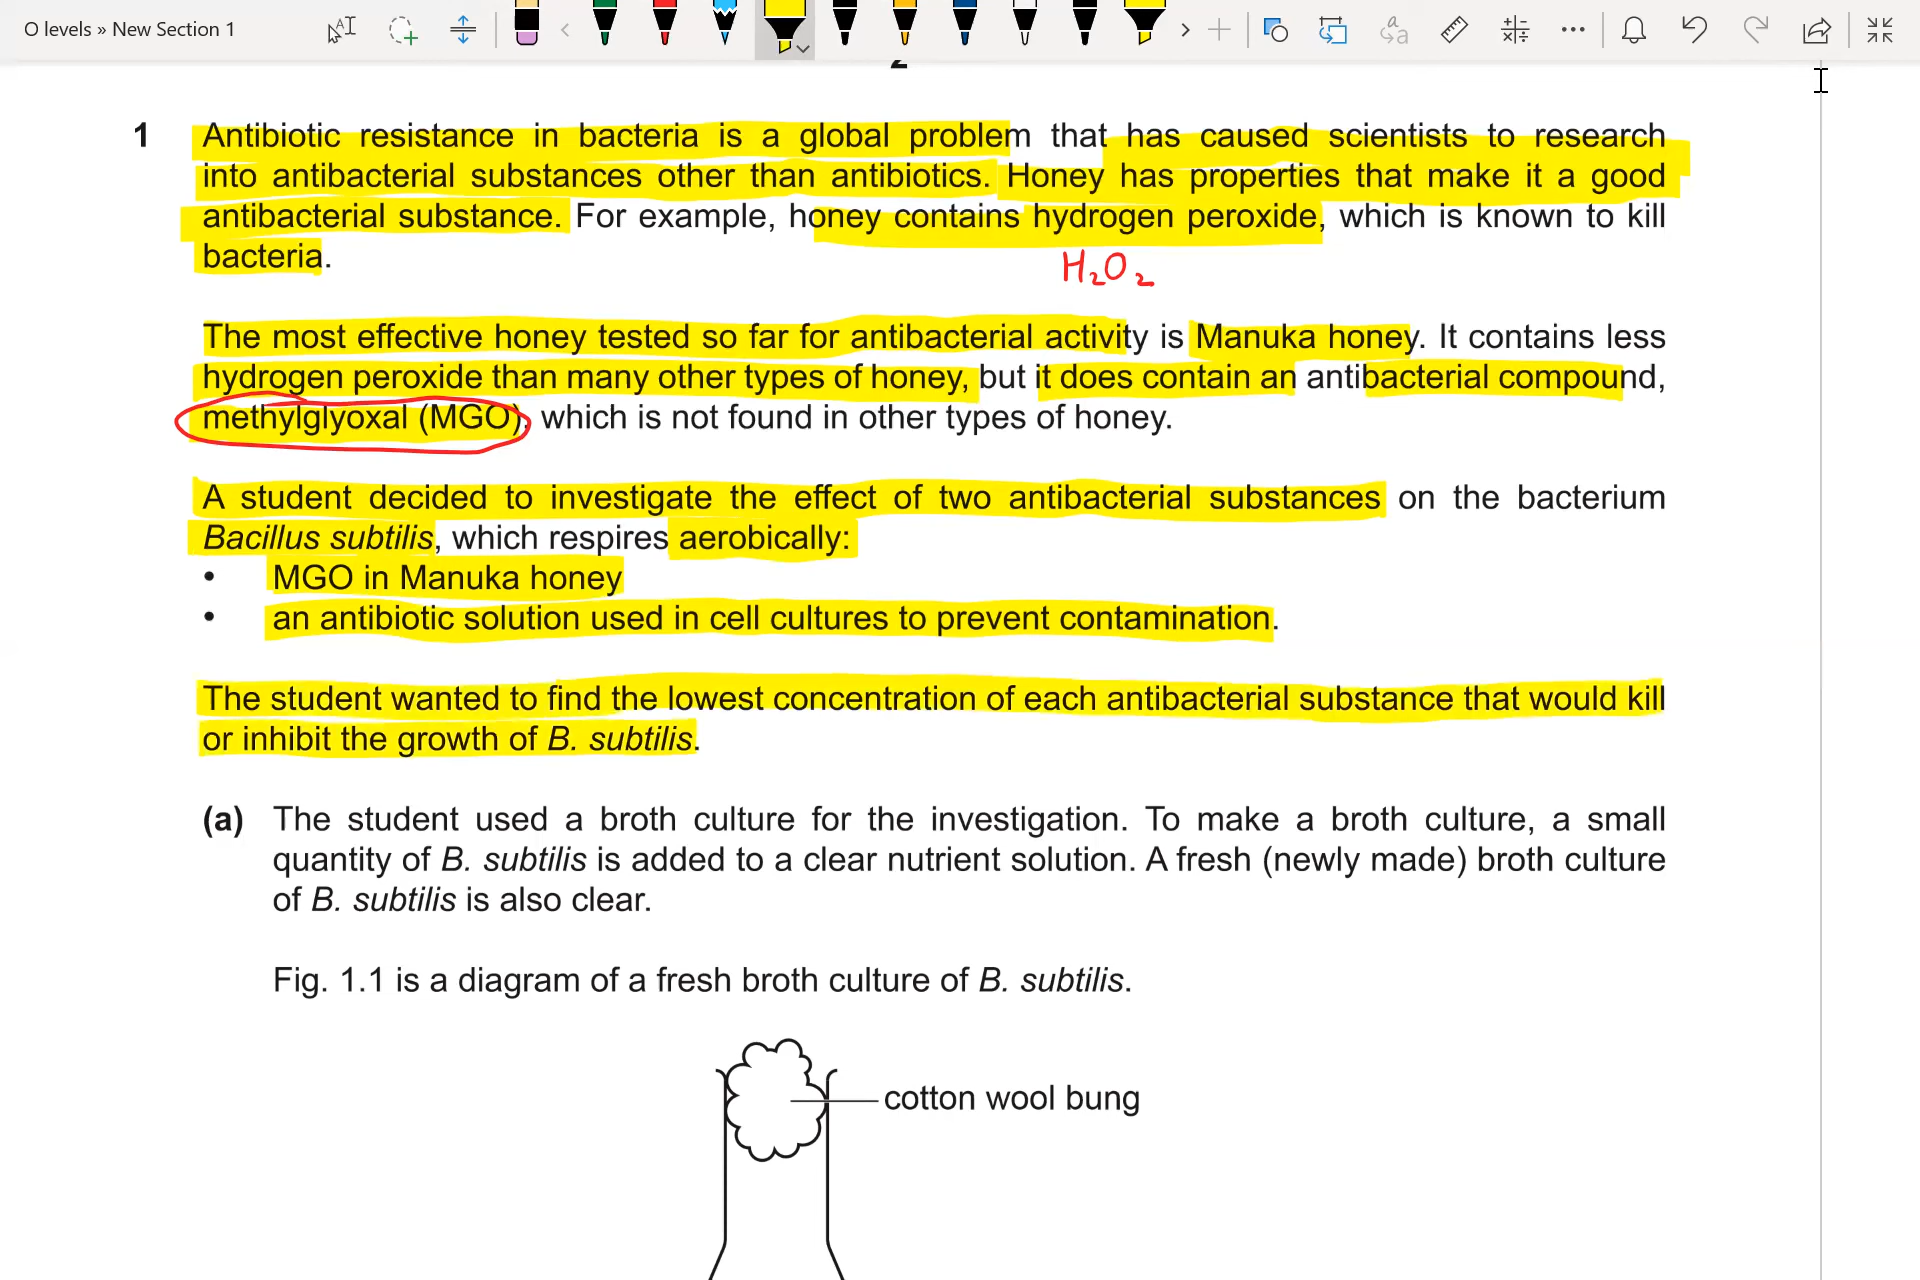 O levels » New Section 1
2
1 Antibiotic resistance in bacteria is a global problem that has caused scientists to research
into antibacterial substances other than antibiotics. Honey has properties that make it a good
antibacterial substance. For example, honey contains hydrogen peroxide, which is known to kill
bacteria.
H₂O₂
The most effective honey tested so far for antibacterial activity is Manuka honey. It contains less
hydrogen peroxide than many other types of honey, but it does contain an antibacterial compound,
methylglyoxal (MGO), which is not found in other types of honey.
A student decided to investigate the effect of two antibacterial substances on the bacterium
Bacillus subtilis, which respires aerobically:
• MGO in Manuka honey
• an antibiotic solution used in cell cultures to prevent contamination.
The student wanted to find the lowest concentration of each antibacterial substance that would kill
or inhibit the growth of B. subtilis.
(a) The student used a broth culture for the investigation. To make a broth culture, a small
quantity of B. subtilis is added to a clear nutrient solution. A fresh (newly made) broth culture
of B. subtilis is also clear.
Fig. 1.1 is a diagram of a fresh broth culture of B. subtilis.
cotton wool bung